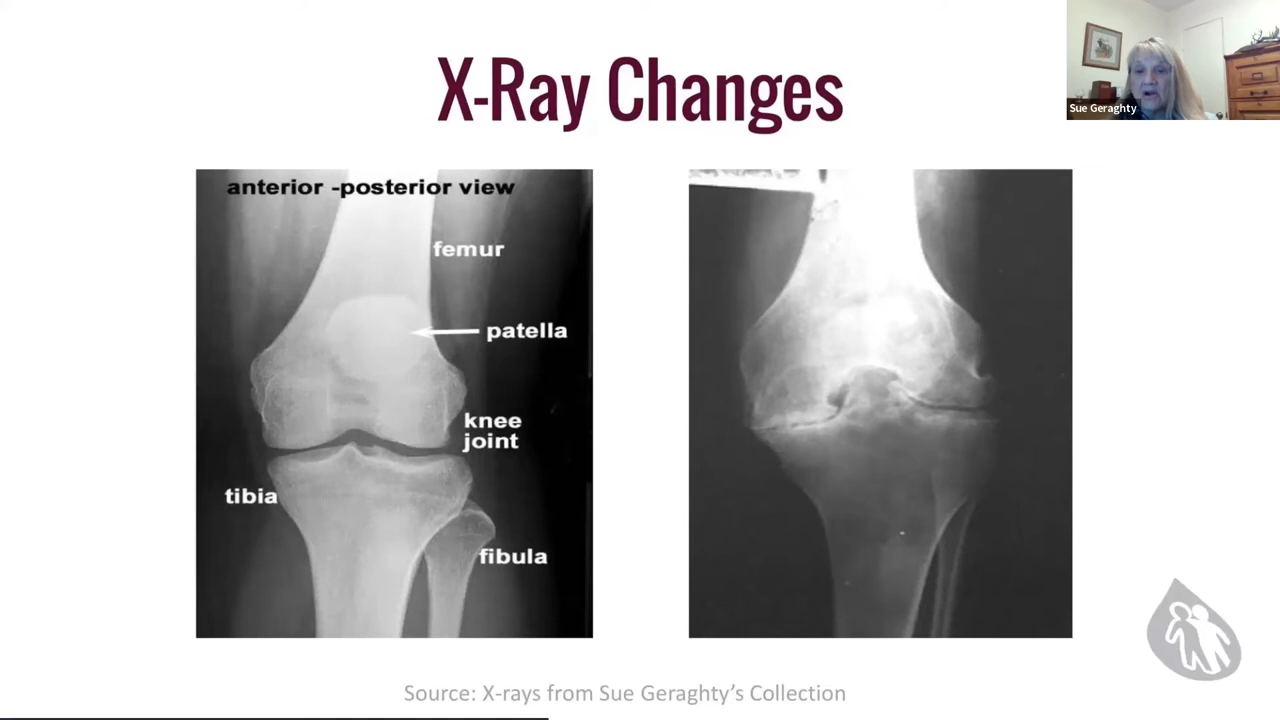 X-Ray Changes
Sue Geraghty
anterior -posterior view
femur
patella
knee
joint
tibia
fibula
Source: X-rays from Sue Geraghty’s Collection